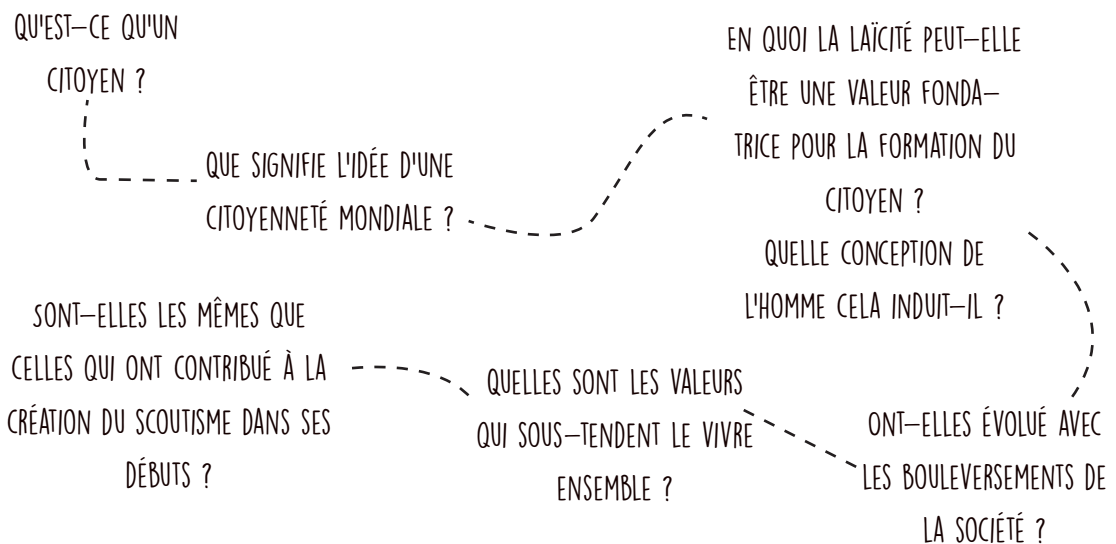 QU'EST-CE QU'UN
CITOYEN ?
QUE SIGNIFIE L'IDÉE D'UNE
CITOYENNETÉ MONDIALE ?
EN QUOI LA LAÏCITÉ PEUT-ELLE
ÊTRE UNE VALEUR FONDA-
TRICE POUR LA FORMATION DU
CITOYEN ?
QUELLE CONCEPTION DE
L'HOMME CELA INDUIT-IL ?
ONT-ELLES ÉVOLUÉ AVEC
LES BOULEVERSEMENTS DE
LA SOCIÉTÉ ?
QUELLES SONT LES VALEURS
QUI SOUS-TENDENT LE VIVRE
ENSEMBLE ?
SONT-ELLES LES MÊMES QUE
CELLES QUI ONT CONTRIBUÉ À LA
CRÉATION DU SCOUTISME DANS SES
DÉBUTS ?